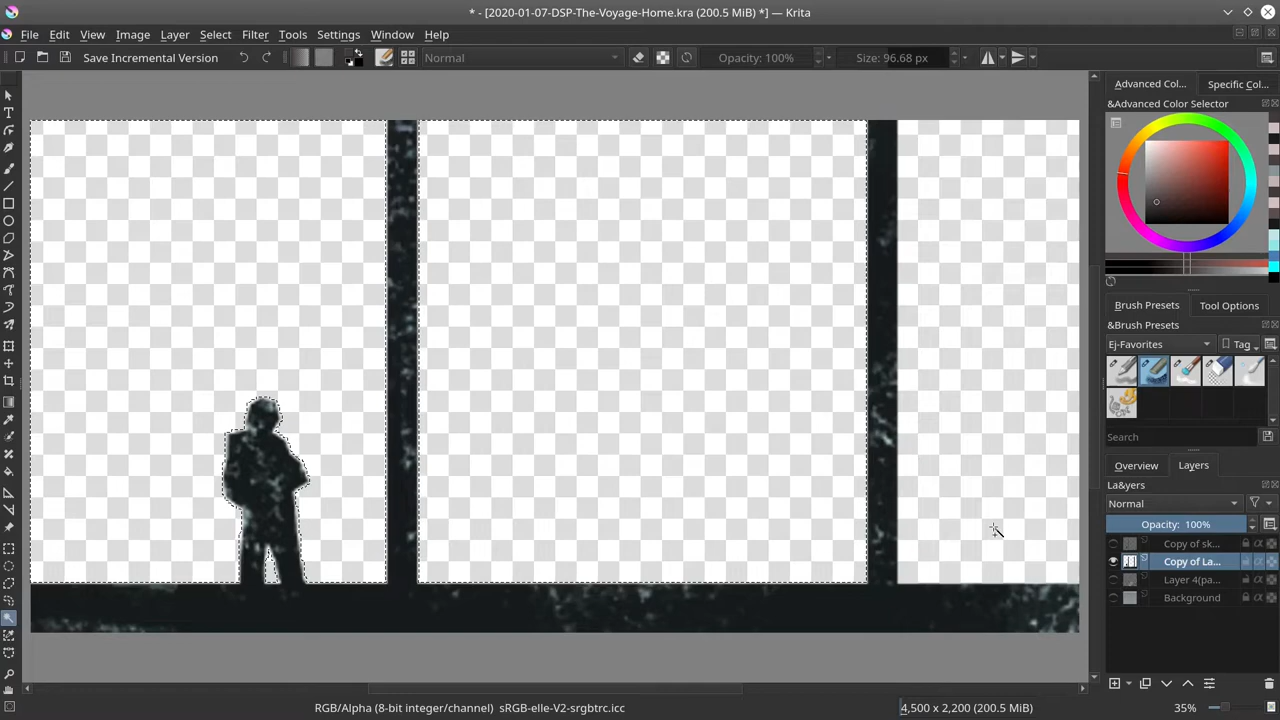 * - [2020-01-07-DSP-The-Voyage-Home.kra (200.5 MiB) *] — Krita
File Edit View Image Layer Select Filter Tools Settings Window Help
Save Incremental Version Normal Opacity: 100% Size: 96.68 px
Advanced Col... Specific Col...
&Advanced Color Selector
Brush Presets Tool Options
&Brush Presets
Ej-Favorites Tag
Search
Overview Layers
La&yers
Normal
Opacity: 100%
Copy of sk...
Copy of La...
Layer 4(pa...
Background
RGB/Alpha (8-bit integer/channel) sRGB-elle-V2-srgbtrc.icc 4,500 x 2,200 (200.5 MiB) 35%